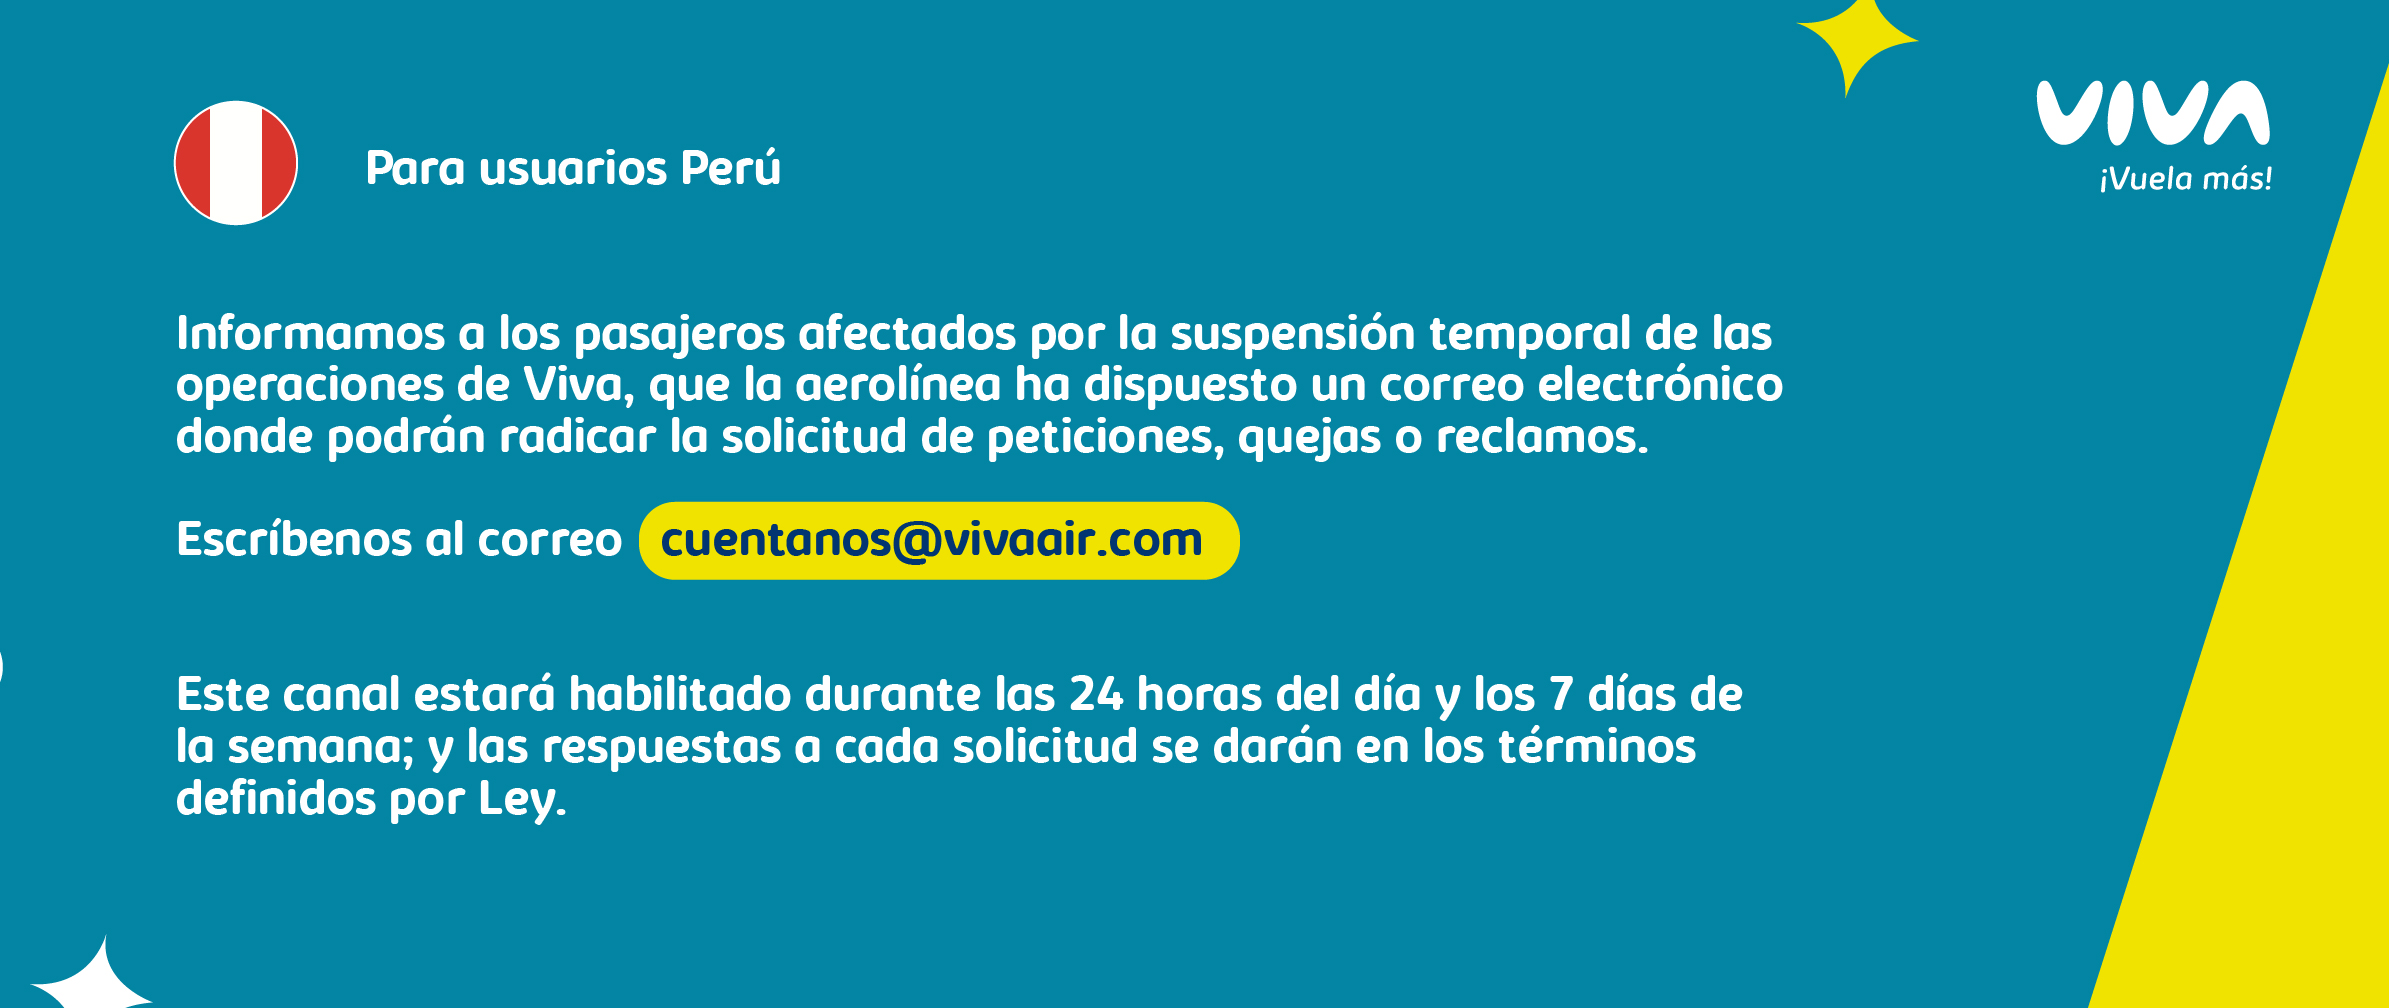 VIVA
¡Vuela más!
Para usuarios Perú
Informamos a los pasajeros afectados por la suspensión temporal de las
operaciones de Viva, que la aerolínea ha dispuesto un correo electrónico
donde podrán radicar la solicitud de peticiones, quejas o reclamos.
Escríbenos al correo cuentanos@vivaair.com
Este canal estará habilitado durante las 24 horas del día y los 7 días de
la semana; y las respuestas a cada solicitud se darán en los términos
definidos por Ley.